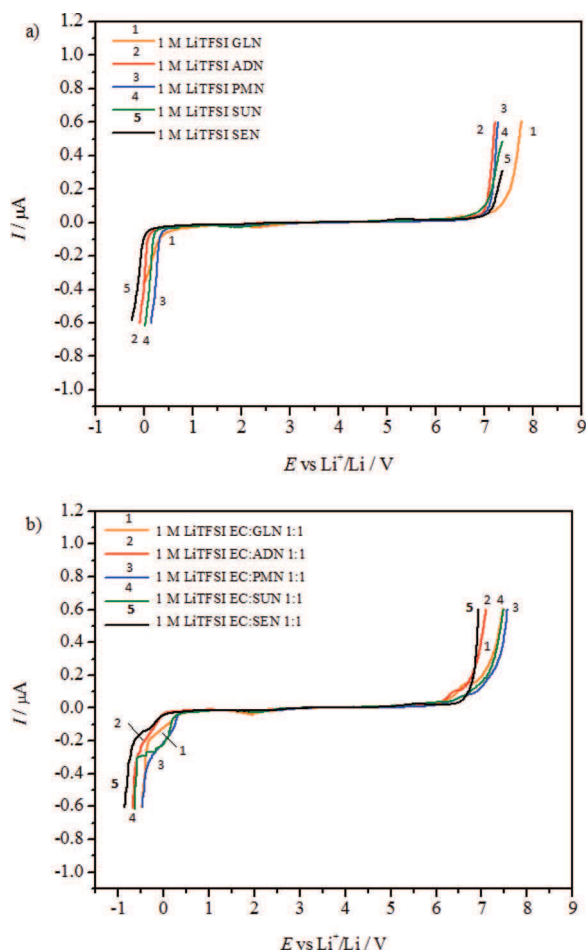 a)
1
1 M LiTFSI GLN
2
1 M LiTFSI ADN
3
1 M LiTFSI PMN
4
1 M LiTFSI SUN
5
1 M LiTFSI SEN
1.2
1.0
0.8
0.6
0.4
0.2
0.0
-0.2
-0.4
-0.6
-0.8
-1.0
I / µA
3
2 4 1
5
1
5 3
2 4
-1 0 1 2 3 4 5 6 7 8 9
E vs Li⁺/Li / V
b)
1
1 M LiTFSI EC:GLN 1:1
2
1 M LiTFSI EC:ADN 1:1
3
1 M LiTFSI EC:PMN 1:1
4
1 M LiTFSI EC:SUN 1:1
5
1 M LiTFSI EC:SEN 1:1
1.2
1.0
0.8
0.6
0.4
0.2
0.0
-0.2
-0.4
-0.6
-0.8
-1.0
I / µA
5 2 4 3
1
2 1
3
5
4
-1 0 1 2 3 4 5 6 7 8 9
E vs Li⁺/Li / V